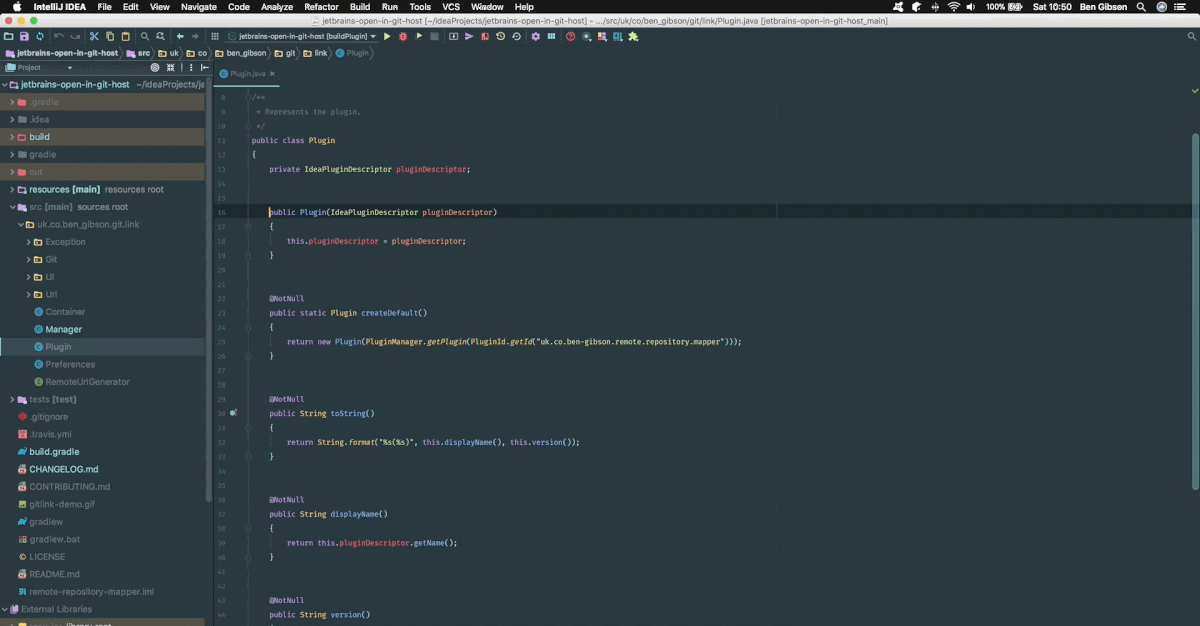 IntelliJ IDEA File Edit View Navigate Code Analyze Refactor Build Run Tools VCS Window Help 100% Sat 10:50 Ben Gibson
jetbrains-open-in-git-host [~/ideaProjects/jetbrains-open-in-git-host] – .../src/uk/co/ben_gibson/git/link/Plugin.java [jetbrains-open-in-git-host_main]
jetbrains-open-in-git-host [buildPlugin]
jetbrains-open-in-git-host src uk co ben_gibson git link Plugin
Project
Plugin.java
jetbrains-open-in-git-host ~/ideaProjects/je
.gradle
.idea
build
gradle
out
resources [main] resources root
src [main] sources root
uk.co.ben_gibson.git.link
Exception
Git
UI
Url
Container
Manager
Plugin
Preferences
RemoteUrlGenerator
tests [test]
.gitignore
.travis.yml
build.gradle
CHANGELOG.md
CONTRIBUTING.md
gitlink-demo.gif
gradlew
gradlew.bat
LICENSE
README.md
remote-repository-mapper.iml
External Libraries
library root
8 /**
9 * Represents the plugin.
10 */
11 public class Plugin
12 {
13 private IdeaPluginDescriptor pluginDescriptor;
14
15
16 public Plugin(IdeaPluginDescriptor pluginDescriptor)
17 {
18 this.pluginDescriptor = pluginDescriptor;
19 }
20
21
22 @NotNull
23 public static Plugin createDefault()
24 {
25 return new Plugin(PluginManager.getPlugin(PluginId.getId("uk.co.ben-gibson.remote.repository.mapper")));
26 }
27
28
29 @NotNull
30 public String toString()
31 {
32 return String.format("%s(%s)", this.displayName(), this.version());
33 }
34
35
36 @NotNull
37 public String displayName()
38 {
39 return this.pluginDescriptor.getName();
40 }
41
42
43 @NotNull
44 public String version()